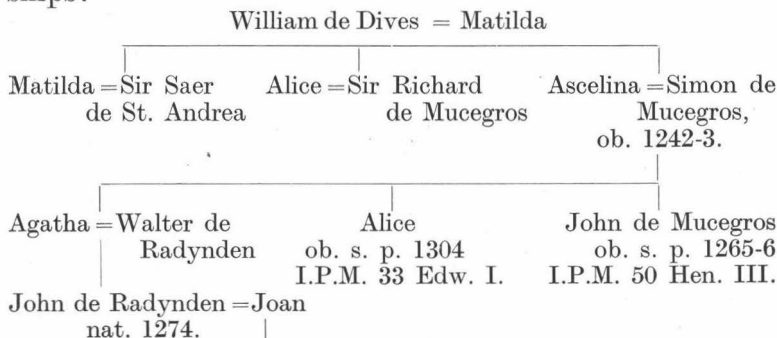 William de Dives = Matilda
Matilda = Sir Saer Alice = Sir Richard Ascelina = Simon de
de St. Andrea de Mucegros Mucegros,
ob. 1242-3.
Agatha = Walter de Alice John de Mucegros
Radynden ob. s. p. 1304 ob. s. p. 1265-6
I.P.M. 33 Edw. I. I.P.M. 50 Hen. III.
John de Radynden = Joan
nat. 1274.